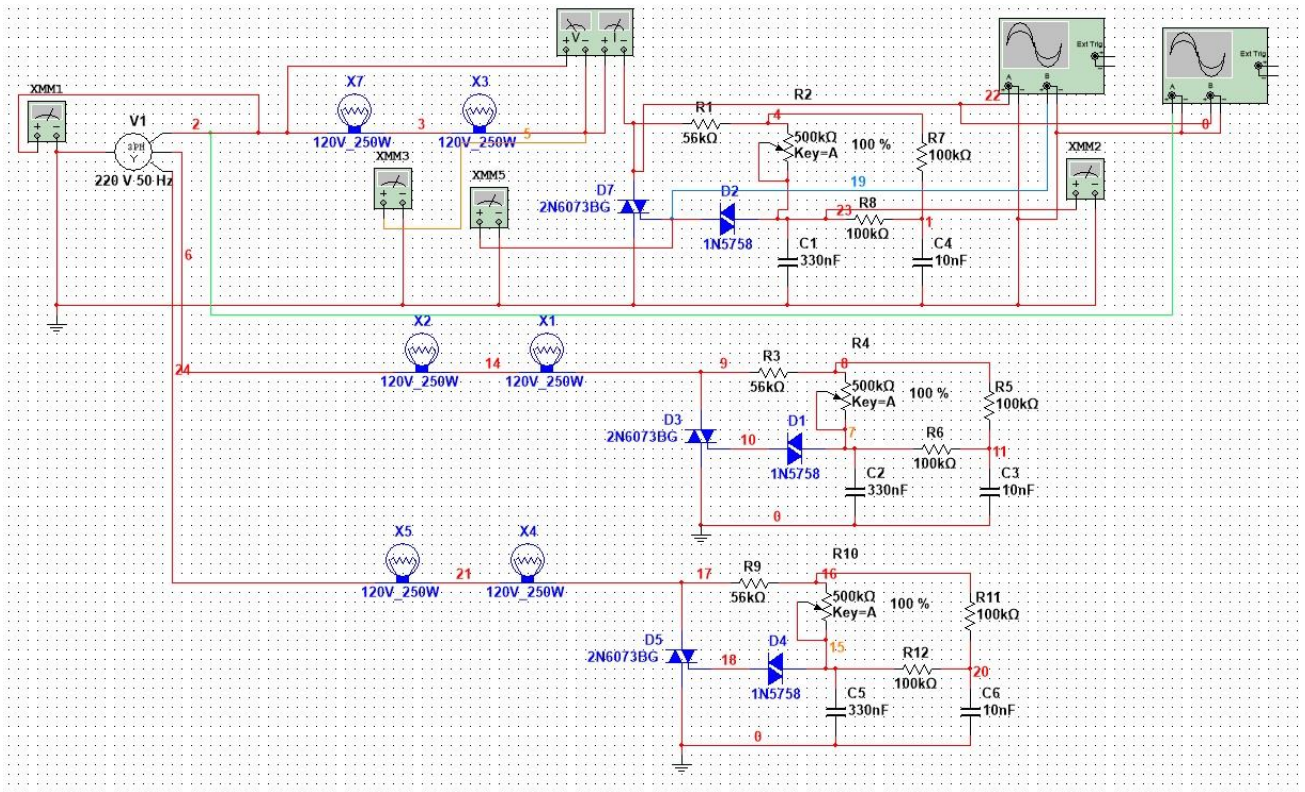 V
I
+ - + -
Ext Trig
+
-
A
B
+ - + -
Ext Trig
+
-
A
B
+ - + -
XMM1
+ -
V1
3PH
Y
220 V 50 Hz
2
X7
120V_250W
3
X3
120V_250W
5
XMM3
+ -
XMM5
+ -
R2
22
R1
56kΩ
4
500kΩ
Key=A
100 %
R7
100kΩ
0
XMM2
+ -
19
D7
2N6073BG
D2
1N5758
23
R8
100kΩ
1
C1
330nF
C4
10nF
6
24
X2
120V_250W
14
X1
120V_250W
9
R3
56kΩ
R4
8
500kΩ
Key=A
100 %
R5
100kΩ
D3
2N6073BG
10
D1
1N5758
7
R6
100kΩ
11
C2
330nF
C3
10nF
0
X5
120V_250W
21
X4
120V_250W
17
R9
56kΩ
R10
16
500kΩ
Key=A
100 %
R11
100kΩ
D5
2N6073BG
18
D4
1N5758
15
R12
100kΩ
20
C5
330nF
C6
10nF
0